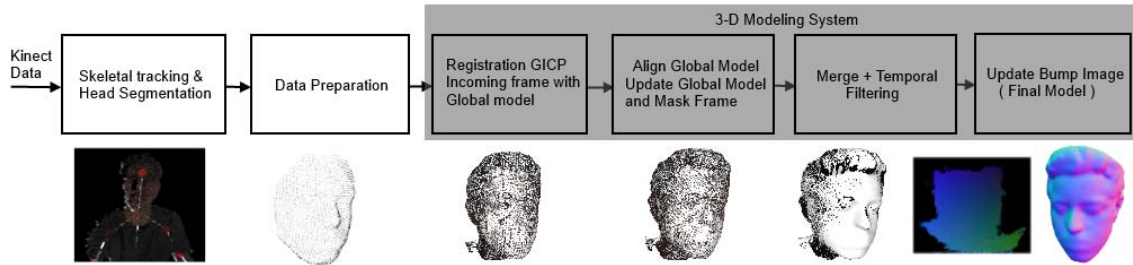 3-D Modeling System
Kinect
Data
Skeletal tracking &
Head Segmentation
Data Preparation
Registration GICP
Incoming frame with
Global model
Align Global Model
Update Global Model
and Mask Frame
Merge + Temporal
Filtering
Update Bump Image
( Final Model )